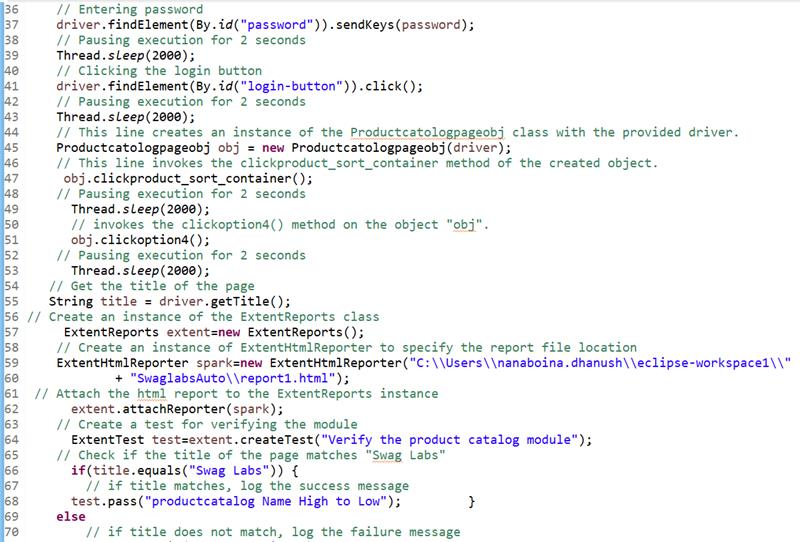 36 // Entering password
37 driver.findElement(By.id("password")).sendKeys(password);
38 // Pausing execution for 2 seconds
39 Thread.sleep(2000);
40 // Clicking the login button
41 driver.findElement(By.id("login-button")).click();
42 // Pausing execution for 2 seconds
43 Thread.sleep(2000);
44 // This line creates an instance of the Productcatologpageobj class with the provided driver.
45 Productcatologpageobj obj = new Productcatologpageobj(driver);
46 // This line invokes the clickproduct_sort_container method of the created object.
47 obj.clickproduct_sort_container();
48 // Pausing execution for 2 seconds
49 Thread.sleep(2000);
50 // invokes the clickoption4() method on the object "obj".
51 obj.clickoption4();
52 // Pausing execution for 2 seconds
53 Thread.sleep(2000);
54 // Get the title of the page
55 String title = driver.getTitle();
56 // Create an instance of the ExtentReports class
57 ExtentReports extent=new ExtentReports();
58 // Create an instance of ExtentHtmlReporter to specify the report file location
59 ExtentHtmlReporter spark=new ExtentHtmlReporter("C:\\Users\\nanaboina.dhanush\\eclipse-workspace1\\"
60 + "SwaglabsAuto\\report1.html");
61 // Attach the html report to the ExtentReports instance
62 extent.attachReporter(spark);
63 // Create a test for verifying the module
64 ExtentTest test=extent.createTest("Verify the product catalog module");
65 // Check if the title of the page matches "Swag Labs"
66 if(title.equals("Swag Labs")) {
67 // if title matches, log the success message
68 test.pass("productcatalog Name High to Low"); }
69 else
70 // if title does not match, log the failure message